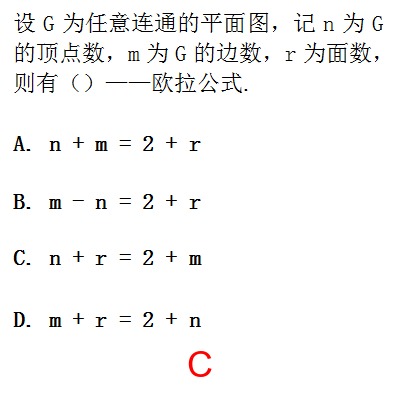 设 G 为任意连通的平面图，记 n 为 G
的顶点数，m 为 G 的边数，r 为面数，
则有（）——欧拉公式.
A. n + m = 2 + r
B. m − n = 2 + r
C. n + r = 2 + m
D. m + r = 2 + n
C